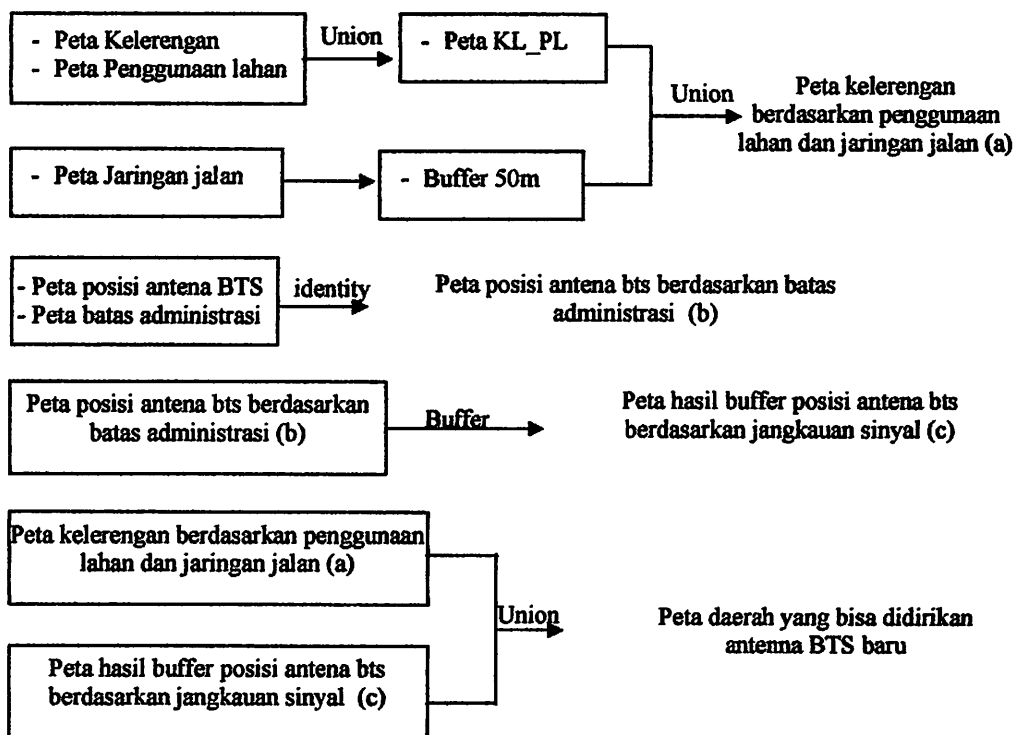 - Peta Kelerengan
- Peta Penggunaan lahan
Union
- Peta KL_PL
Union
Peta kelerengan
berdasarkan penggunaan
lahan dan jaringan jalan (a)
- Peta Jaringan jalan
- Buffer 50m
- Peta posisi antena BTS
- Peta batas administrasi
identity
Peta posisi antena bts berdasarkan batas
administrasi (b)
Peta posisi antena bts berdasarkan
batas administrasi (b)
Buffer
Peta hasil buffer posisi antena bts
berdasarkan jangkauan sinyal (c)
Peta kelerengan berdasarkan penggunaan
lahan dan jaringan jalan (a)
Union
Peta daerah yang bisa didirikan
antenna BTS baru
Peta hasil buffer posisi antena bts
berdasarkan jangkauan sinyal (c)